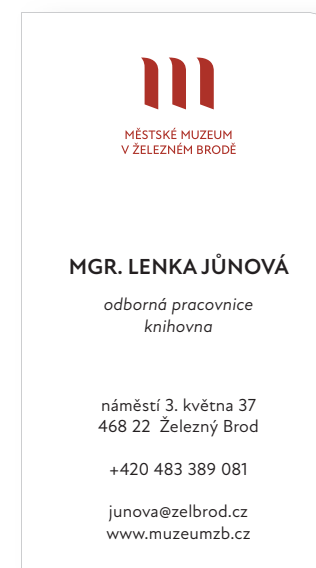 MĚSTSKÉ MUZEUM
V ŽELEZNÉM BRODĚ
MGR. LENKA JŮNOVÁ
odborná pracovnice
knihovna
náměstí 3. května 37
468 22 Železný Brod
+420 483 389 081
junova@zelbrod.cz
www.muzeumzb.cz